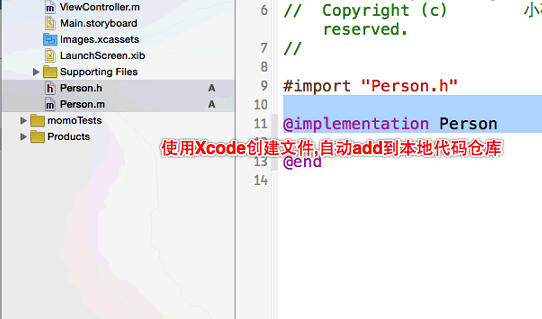 ViewController.m
Main.storyboard
Images.xcassets
LaunchScreen.xib
Supporting Files
Person.h A
Person.m A
momoTests
Products
6 // Copyright (c) 小
reserved.
7 //
8
9 #import "Person.h"
10
11 @implementation Person
使用Xcode创建文件,自动add到本地代码仓库
13 @end
14